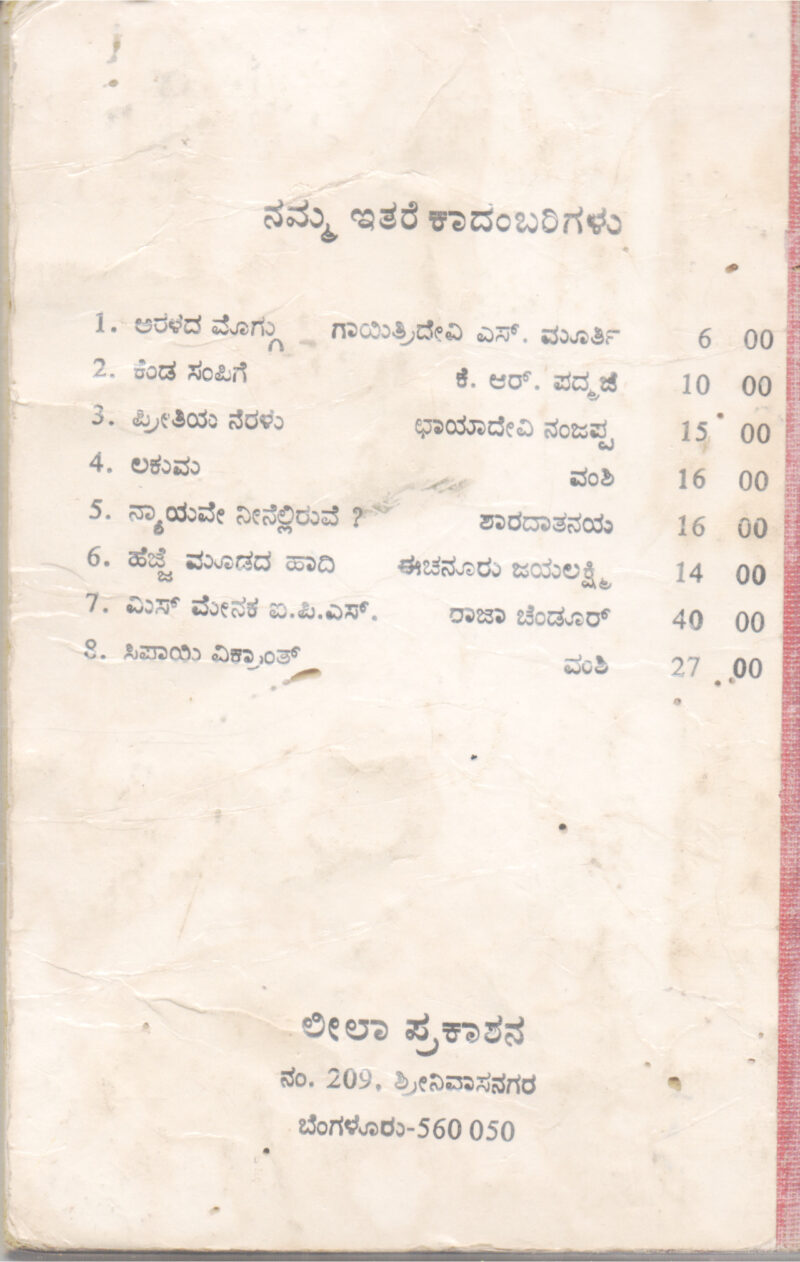 ನಮ್ಮ ಇತರೆ ಕಾದಂಬರಿಗಳು
1. ಅರಳದ ಮೊಗ್ಗು ಗಾಯಿತ್ರಿದೇವಿ ಎಸ್. ಮೂರ್ತಿ 6 00
2. ಕೆಂಡ ಸಂಪಿಗೆ ಕೆ. ಆರ್. ಪದ್ಮಜೆ 10 00
3. ಪ್ರೀತಿಯ ನೆರಳು ಛಾಯಾದೇವಿ ನಂಜಪ್ಪ 15 00
4. ಲಕುಮ ವಂಶಿ 16 00
5. ನ್ಯಾಯವೇ ನೀನೆಲ್ಲಿರುವೆ ? ಶಾರದಾತನಯ 16 00
6. ಹೆಜ್ಜೆ ಮೂಡದ ಹಾದಿ ಈಚನೂರು ಜಯಲಕ್ಷ್ಮಿ 14 00
7. ಮಿಸ್ ಮೇನಕ ಐ.ಪಿ.ಎಸ್. ರಾಜಾ ಚೆಂಡೂರ್ 40 00
8. ಸಿಪಾಯಿ ವಿಕ್ರಾಂತ್ ವಂಶಿ 27 00
ಲೀಲಾ ಪ್ರಕಾಶನ
ನಂ. 209, ಶ್ರೀನಿವಾಸನಗರ
ಬೆಂಗಳೂರು-560 050